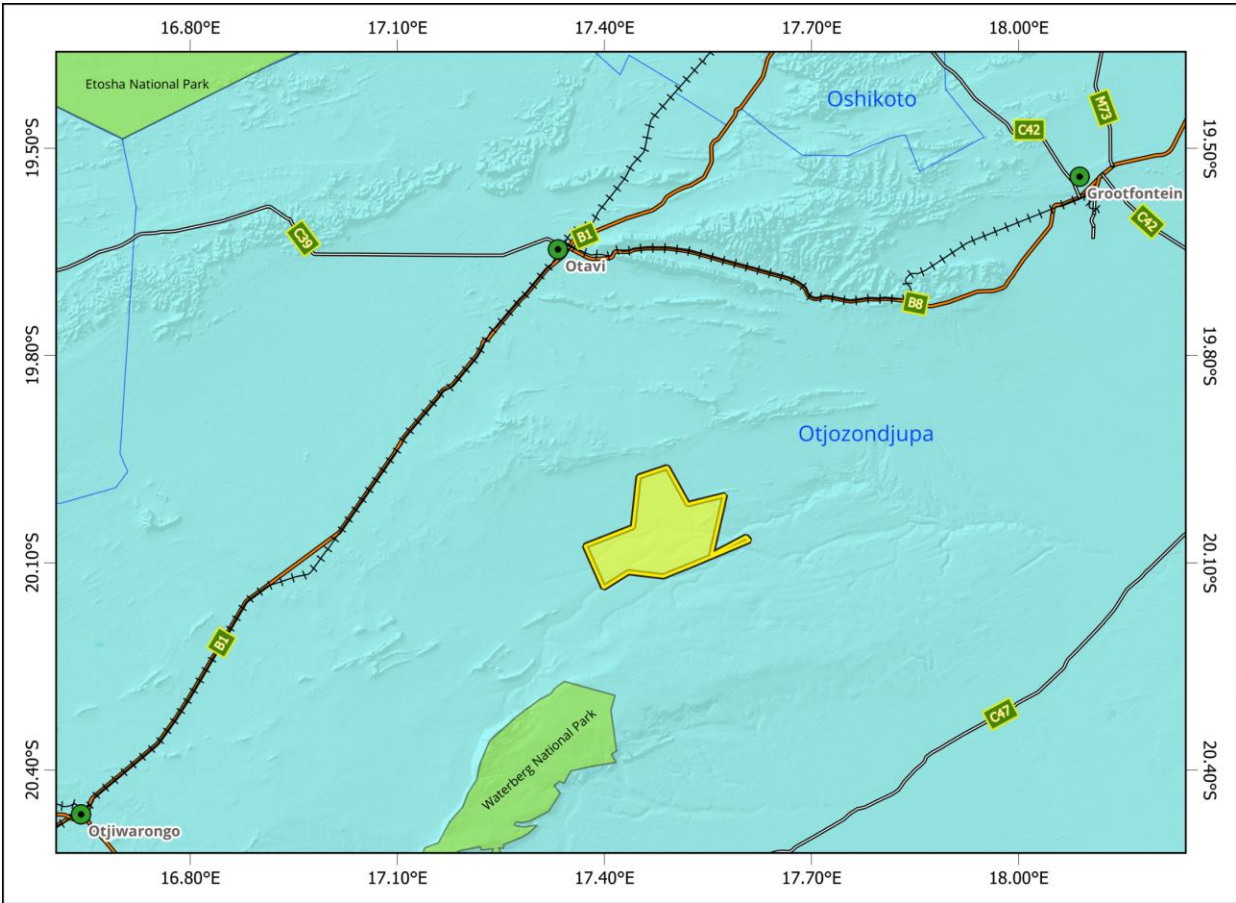 16.80°E
17.10°E
17.40°E
17.70°E
18.00°E
Etosha National Park
Oshikoto
M73
C42
19.50°S
19.50°S
Grootfontein
C42
C39
B1
Otavi
B8
19.80°S
19.80°S
Otjozondjupa
20.10°S
20.10°S
B1
C47
Waterberg National Park
20.40°S
20.40°S
Otjiwarongo
16.80°E
17.10°E
17.40°E
17.70°E
18.00°E